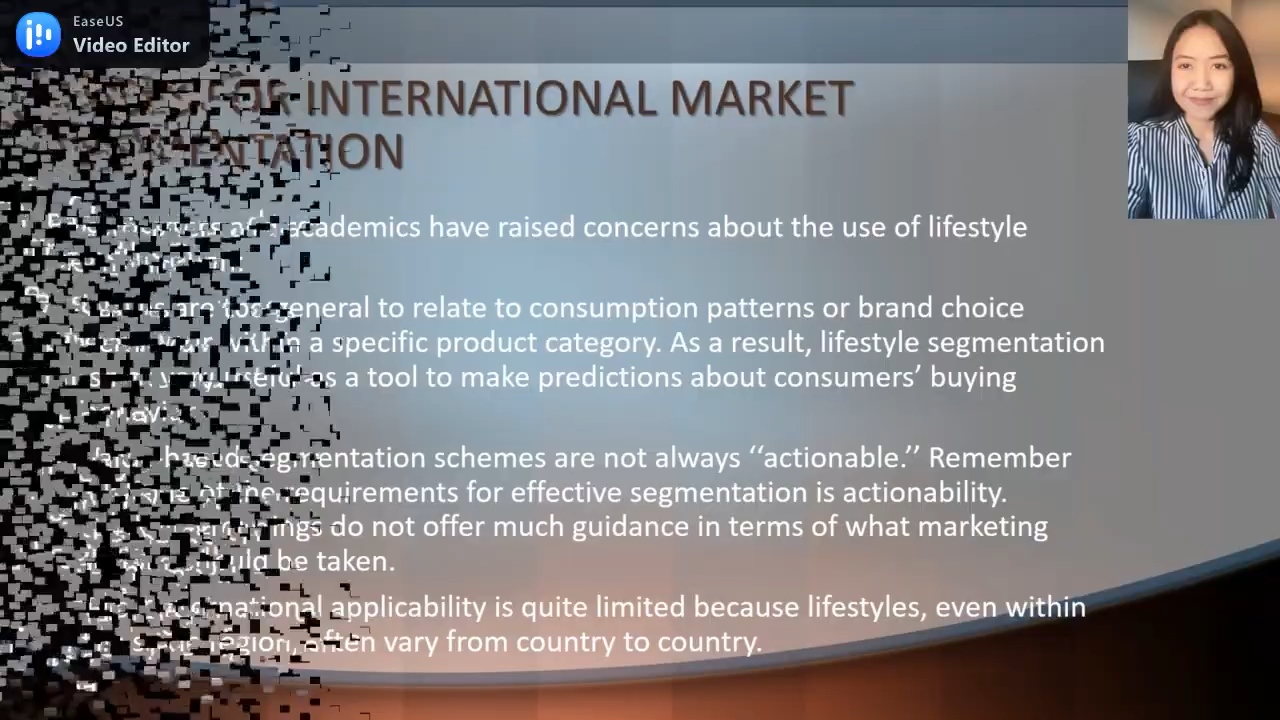 EaseUS
Video Editor
FOR INTERNATIONAL MARKET
academics have raised concerns about the use of lifestyle
are too general to relate to consumption patterns or brand choice
within a specific product category. As a result, lifestyle segmentation
very useful as a tool to make predictions about consumers’ buying
segmentation schemes are not always “actionable.” Remember
of the requirements for effective segmentation is actionability.
do not offer much guidance in terms of what marketing
be taken.
applicability is quite limited because lifestyles, even within
region, often vary from country to country.